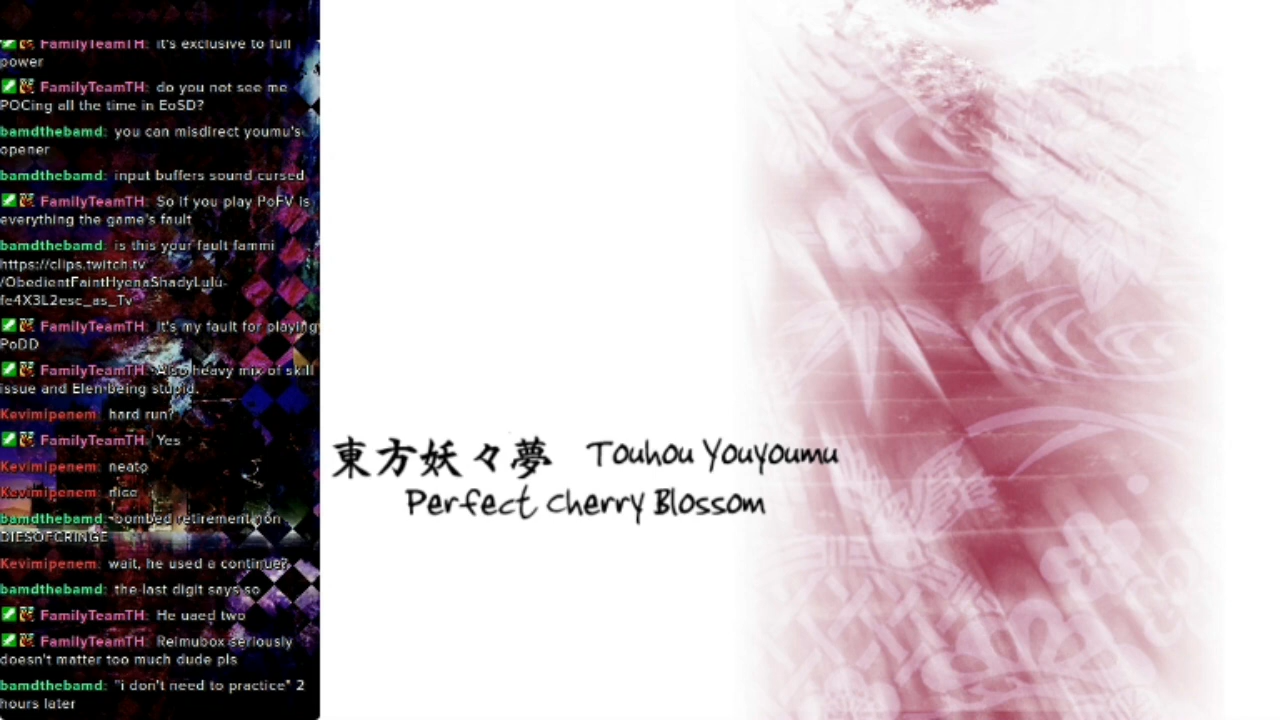 FamilyTeamTH: it's exclusive to full
power
FamilyTeamTH: do you not see me
POCing all the time in EoSD?
bamdthebamd: you can misdirect youmu's
opener
bamdthebamd: input buffers sound cursed
FamilyTeamTH: So if you play PoFV is
everything the game's fault
bamdthebamd: is this your fault fammi
https://clips.twitch.tv
/ObedientFaintHyenaShadyLulu-
fe4X3L2esc_as_Tv
FamilyTeamTH: It's my fault for playing
PoDD
FamilyTeamTH: Also heavy mix of skill
issue and Elen being stupid.
Kevimipenem: hard run?
FamilyTeamTH: Yes
Kevimipenem: neato
Kevimipenem: nice
bamdthebamd: bombed retirement non
DIESOFCRINGE
Kevimipenem: wait, he used a continue?
bamdthebamd: the last digit says so
FamilyTeamTH: He uaed two
FamilyTeamTH: Reimubox seriously
doesn't matter too much dude pls
bamdthebamd: "i don't need to practice" 2
hours later
東方妖々夢 Touhou Youyoumu
Perfect Cherry Blossom